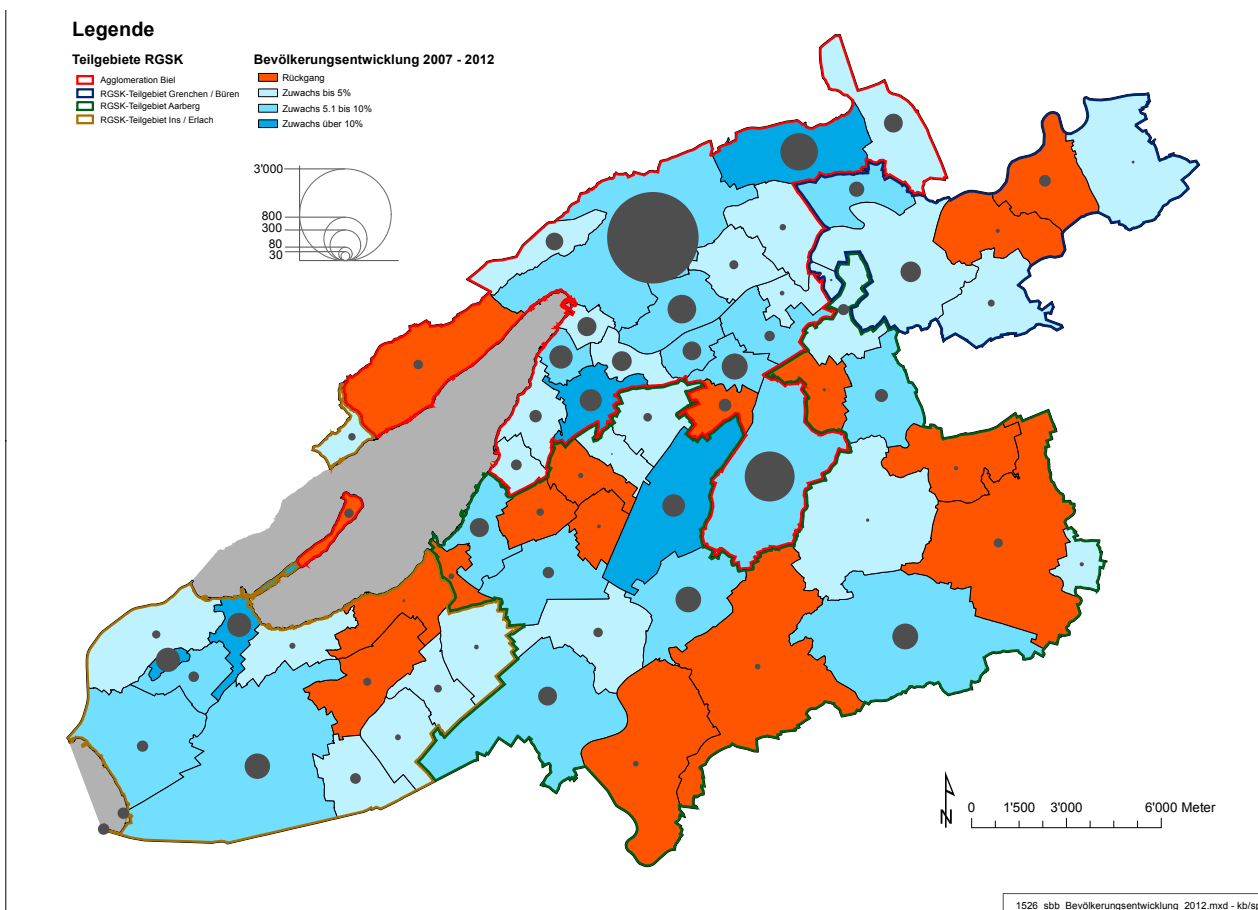 Legende
Teilgebiete RGSK
Agglomeration Biel
RGSK-Teilgebiet Grenchen / Büren
RGSK-Teilgebiet Aarberg
RGSK-Teilgebiet Ins / Erlach
Bevölkerungsentwicklung 2007 - 2012
Rückgang
Zuwachs bis 5%
Zuwachs 5.1 bis 10%
Zuwachs über 10%
3'000
800
300
80
30
N
0 1'500 3'000 6'000 Meter
1526_sbb_Bevölkerungsentwicklung_2012.mxd - kb/sp